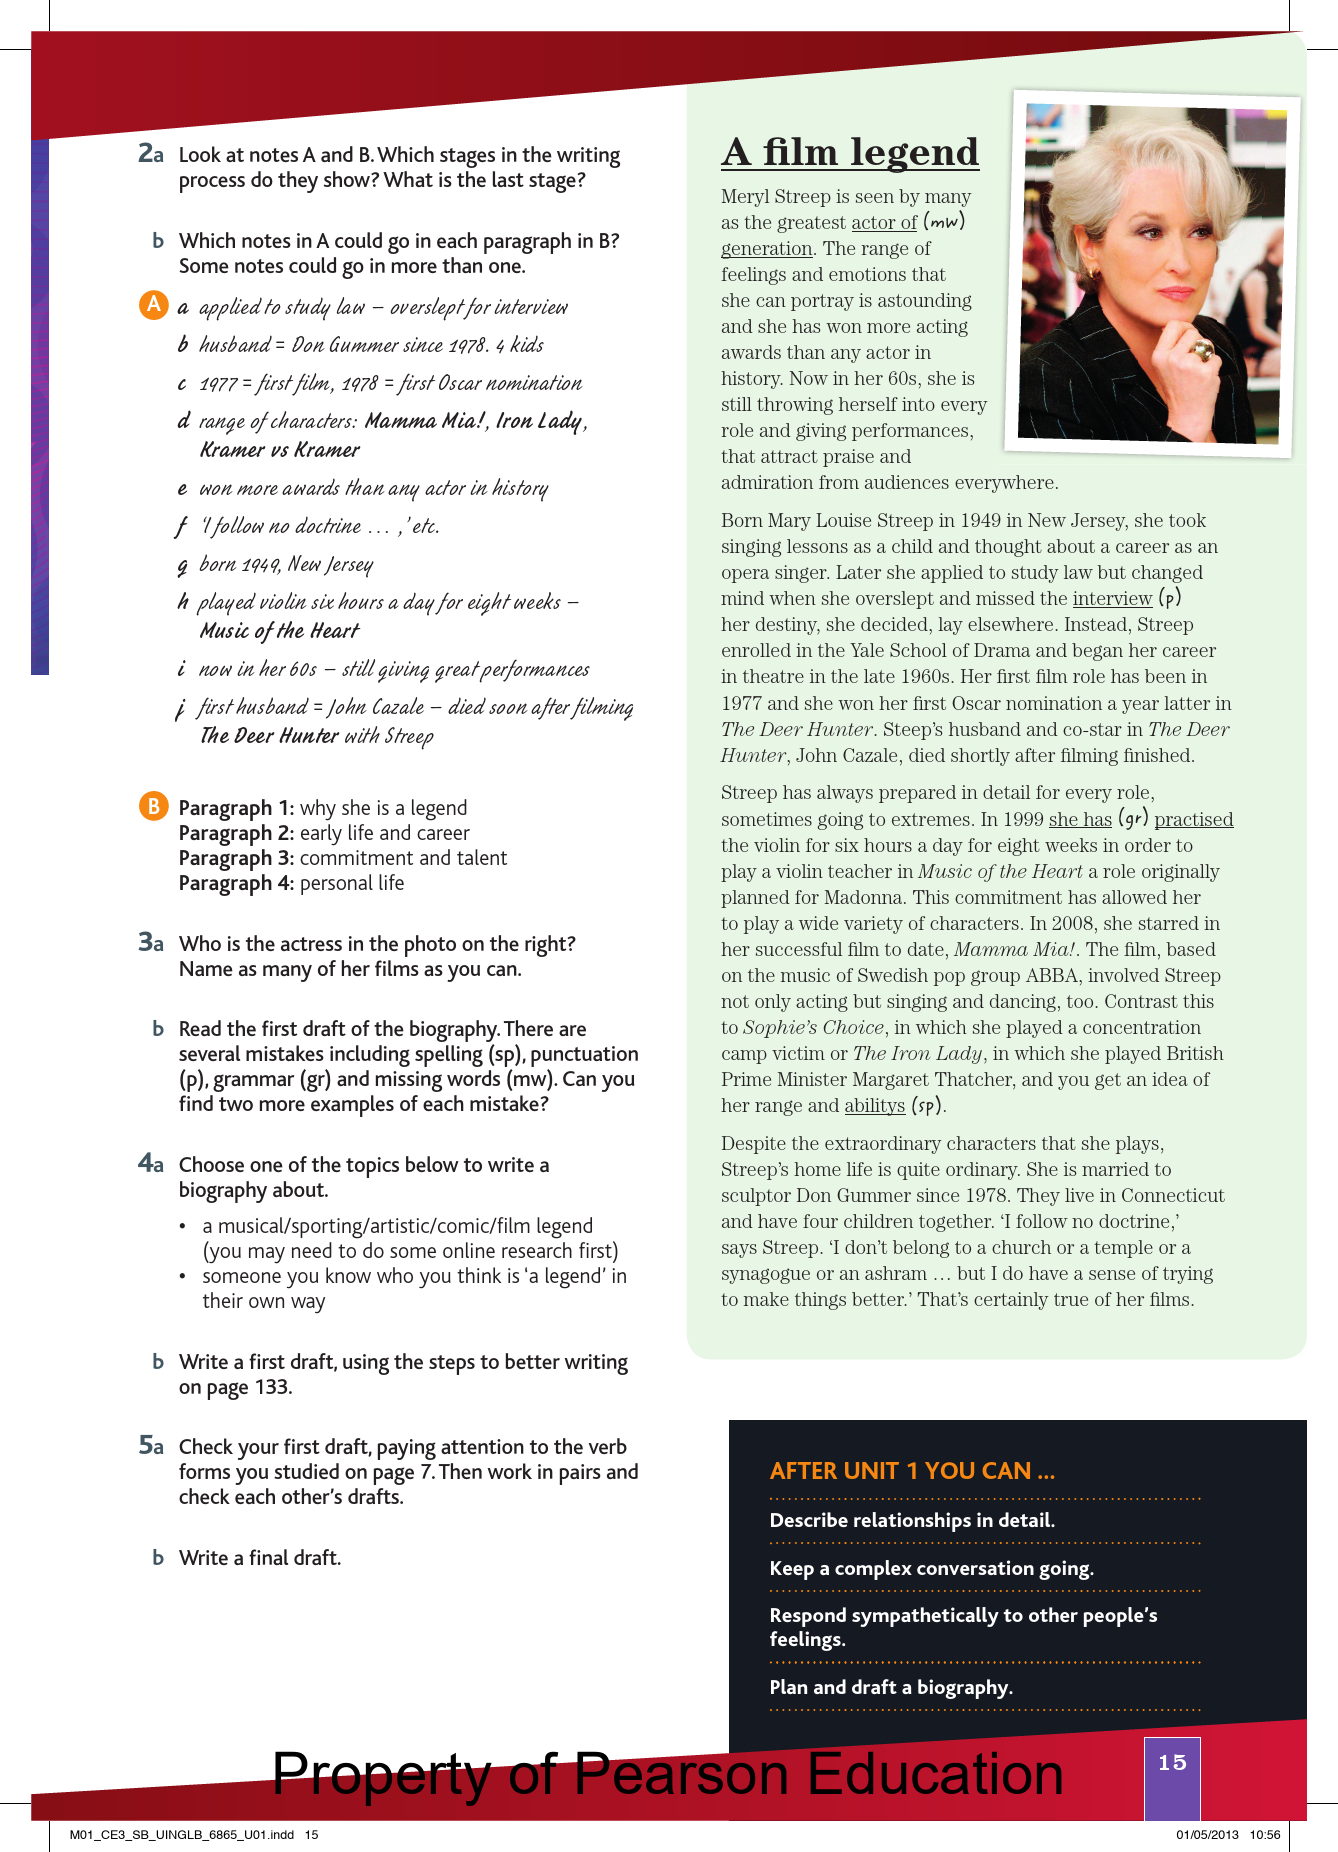 2a Look at notes A and B. Which stages in the writing
process do they show? What is the last stage?
b Which notes in A could go in each paragraph in B?
Some notes could go in more than one.
A a applied to study law – overslept for interview
b husband = Don Gummer since 1978. 4 kids
c 1977 = first film, 1978 = first Oscar nomination
d range of characters: Mamma Mia!, Iron Lady,
Kramer vs Kramer
e won more awards than any actor in history
f ‘I follow no doctrine … ,’ etc.
g born 1949, New Jersey
h played violin six hours a day for eight weeks –
Music of the Heart
i now in her 60s – still giving great performances
j first husband = John Cazale – died soon after filming
The Deer Hunter with Streep
B Paragraph 1: why she is a legend
Paragraph 2: early life and career
Paragraph 3: commitment and talent
Paragraph 4: personal life
3a Who is the actress in the photo on the right?
Name as many of her films as you can.
b Read the first draft of the biography. There are
several mistakes including spelling (sp), punctuation
(p), grammar (gr) and missing words (mw). Can you
find two more examples of each mistake?
4a Choose one of the topics below to write a
biography about.
• a musical/sporting/artistic/comic/film legend
(you may need to do some online research first)
• someone you know who you think is ‘a legend’ in
their own way
b Write a first draft, using the steps to better writing
on page 133.
5a Check your first draft, paying attention to the verb
forms you studied on page 7. Then work in pairs and
check each other’s drafts.
b Write a final draft.
A film legend
Meryl Streep is seen by many
as the greatest actor of (mw)
generation. The range of
feelings and emotions that
she can portray is astounding
and she has won more acting
awards than any actor in
history. Now in her 60s, she is
still throwing herself into every
role and giving performances,
that attract praise and
admiration from audiences everywhere.
Born Mary Louise Streep in 1949 in New Jersey, she took
singing lessons as a child and thought about a career as an
opera singer. Later she applied to study law but changed
mind when she overslept and missed the interview (p)
her destiny, she decided, lay elsewhere. Instead, Streep
enrolled in the Yale School of Drama and began her career
in theatre in the late 1960s. Her first film role has been in
1977 and she won her first Oscar nomination a year latter in
The Deer Hunter. Steep’s husband and co-star in The Deer
Hunter, John Cazale, died shortly after filming finished.
Streep has always prepared in detail for every role,
sometimes going to extremes. In 1999 she has (gr) practised
the violin for six hours a day for eight weeks in order to
play a violin teacher in Music of the Heart a role originally
planned for Madonna. This commitment has allowed her
to play a wide variety of characters. In 2008, she starred in
her successful film to date, Mamma Mia!. The film, based
on the music of Swedish pop group ABBA, involved Streep
not only acting but singing and dancing, too. Contrast this
to Sophie’s Choice, in which she played a concentration
camp victim or The Iron Lady, in which she played British
Prime Minister Margaret Thatcher, and you get an idea of
her range and abilitys (sp).
Despite the extraordinary characters that she plays,
Streep’s home life is quite ordinary. She is married to
sculptor Don Gummer since 1978. They live in Connecticut
and have four children together. ‘I follow no doctrine,’
says Streep. ‘I don’t belong to a church or a temple or a
synagogue or an ashram … but I do have a sense of trying
to make things better.’ That’s certainly true of her films.
AFTER UNIT 1 YOU CAN ...
Describe relationships in detail.
Keep a complex conversation going.
Respond sympathetically to other people’s
feelings.
Plan and draft a biography.
Property of Pearson Education
15
M01_CE3_SB_UINGLB_6865_U01.indd 15
01/05/2013 10:56